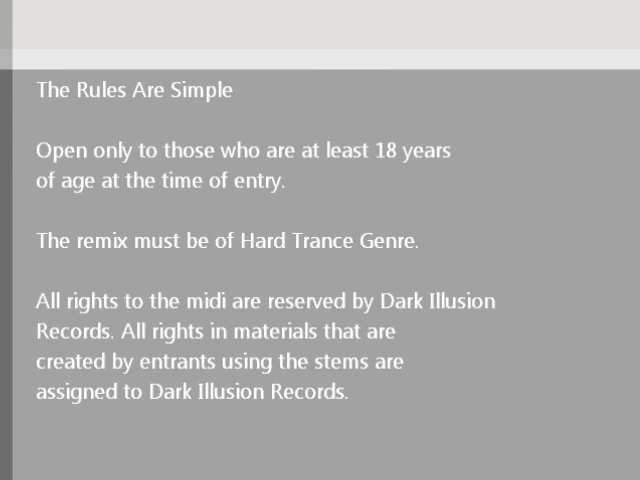 The Rules Are Simple
Open only to those who are at least 18 years
of age at the time of entry.
The remix must be of Hard Trance Genre.
All rights to the midi are reserved by Dark Illusion
Records. All rights in materials that are
created by entrants using the stems are
assigned to Dark Illusion Records.